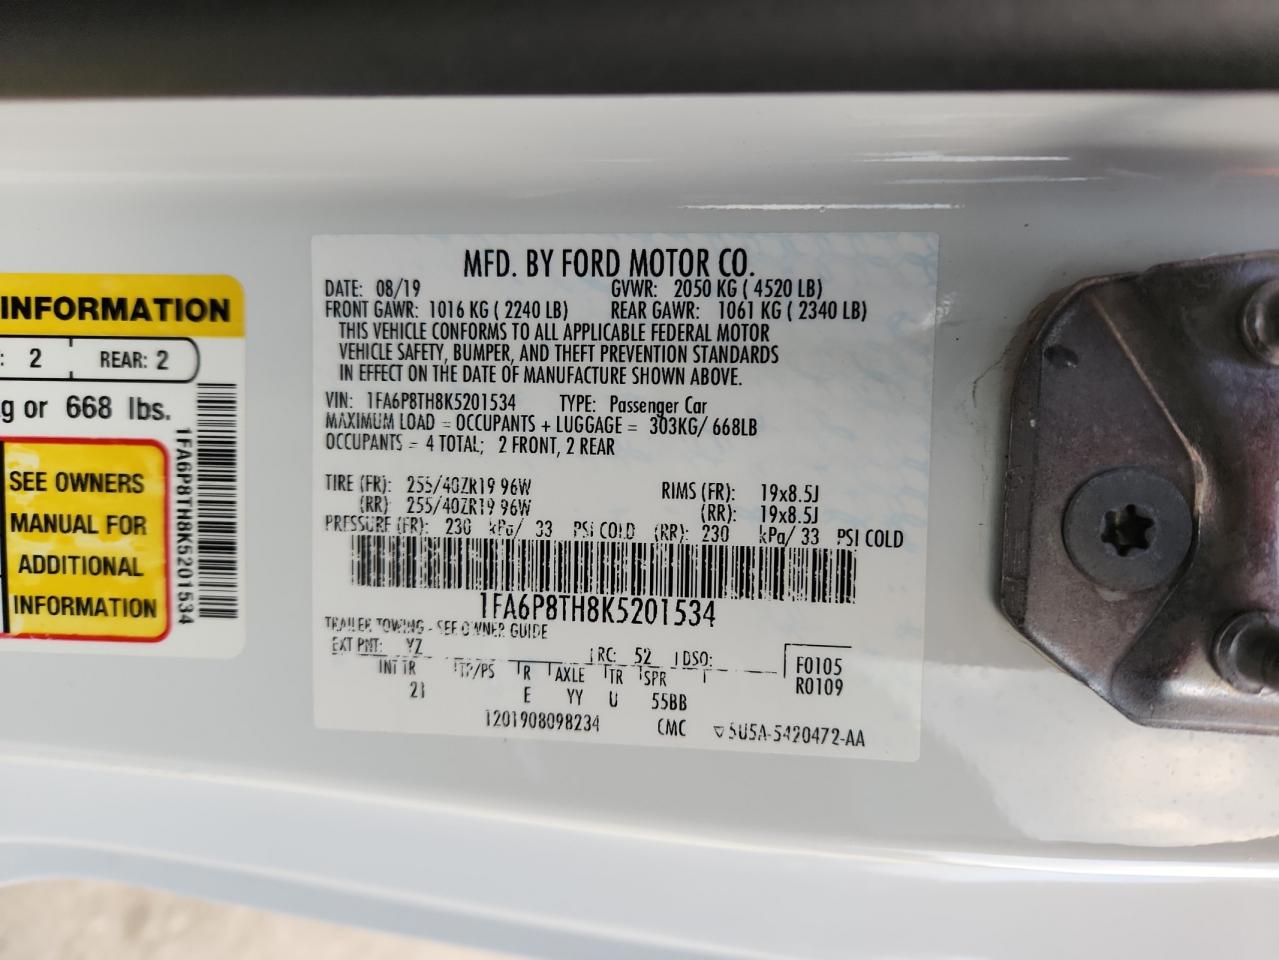 INFORMATION
: 2 REAR: 2
g or 668 lbs.
SEE OWNERS
MANUAL FOR
ADDITIONAL
INFORMATION
1FA6P8TH8K5201534
MFD. BY FORD MOTOR CO.
DATE: 08/19 GVWR: 2050 KG ( 4520 LB)
FRONT GAWR: 1016 KG ( 2240 LB) REAR GAWR: 1061 KG ( 2340 LB)
THIS VEHICLE CONFORMS TO ALL APPLICABLE FEDERAL MOTOR
VEHICLE SAFETY, BUMPER, AND THEFT PREVENTION STANDARDS
IN EFFECT ON THE DATE OF MANUFACTURE SHOWN ABOVE.
VIN: 1FA6P8TH8K5201534 TYPE: Passenger Car
MAXIMUM LOAD = OCCUPANTS + LUGGAGE = 303KG/ 668LB
OCCUPANTS = 4 TOTAL; 2 FRONT, 2 REAR
TIRE (FR): 255/40ZR19 96W RIMS (FR): 19x8.5J
(RR) 255/40ZR19 96W (RR): 19x8.5J
PRESSURE (FR): 230 kPa/ 33 PSI COLD (RR): 230 kPa/ 33 PSI COLD
1FA6P8TH8K5201534
TRAILER TOWING - SEE OWNER GUIDE
EXT PNT: YZ RC: 52 DSO: F0105
INT TR TP/PS R AXLE TR SPR R0109
21 E YY U 55BB
1201908098234 CMC 5U5A-5420472-AA